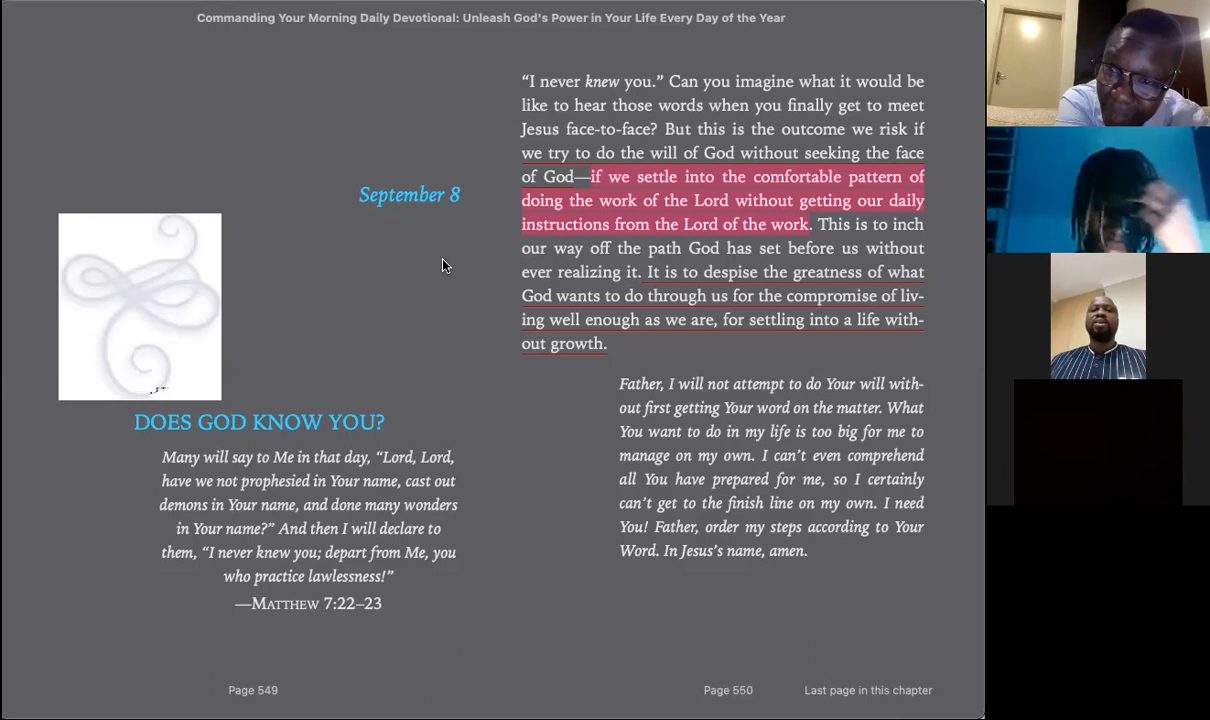 Commanding Your Morning Daily Devotional: Unleash God's Power in Your Life Every Day of the Year
September 8
DOES GOD KNOW YOU?
Many will say to Me in that day, “Lord, Lord,
have we not prophesied in Your name, cast out
demons in Your name, and done many wonders
in Your name?” And then I will declare to
them, “I never knew you; depart from Me, you
who practice lawlessness!”
—MATTHEW 7:22–23
Page 549
“I never knew you.” Can you imagine what it would be
like to hear those words when you finally get to meet
Jesus face-to-face? But this is the outcome we risk if
we try to do the will of God without seeking the face
of God—if we settle into the comfortable pattern of
doing the work of the Lord without getting our daily
instructions from the Lord of the work. This is to inch
our way off the path God has set before us without
ever realizing it. It is to despise the greatness of what
God wants to do through us for the compromise of liv-
ing well enough as we are, for settling into a life with-
out growth.
Father, I will not attempt to do Your will with-
out first getting Your word on the matter. What
You want to do in my life is too big for me to
manage on my own. I can’t even comprehend
all You have prepared for me, so I certainly
can’t get to the finish line on my own. I need
You! Father, order my steps according to Your
Word. In Jesus’s name, amen.
Page 550
Last page in this chapter